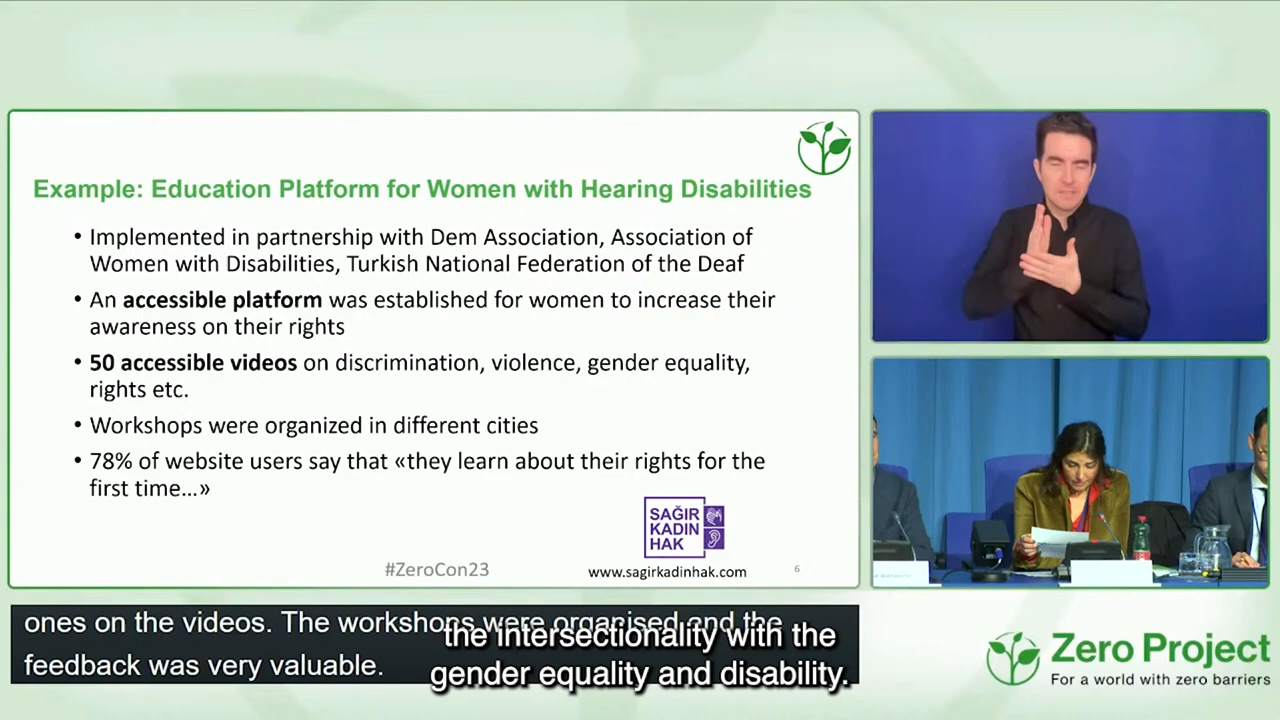 Example: Education Platform for Women with Hearing Disabilities
• Implemented in partnership with Dem Association, Association of
Women with Disabilities, Turkish National Federation of the Deaf
• An accessible platform was established for women to increase their
awareness on their rights
• 50 accessible videos on discrimination, violence, gender equality,
rights etc.
• Workshops were organized in different cities
• 78% of website users say that «they learn about their rights for the
first time...»
SAĞIR
KADIN
HAK
#ZeroCon23
www.sagirkadinhak.com
6
ones on the videos. The workshops were organised and the
feedback was very valuable.
the intersectionality with the
gender equality and disability.
Zero Project
For a world with zero barriers